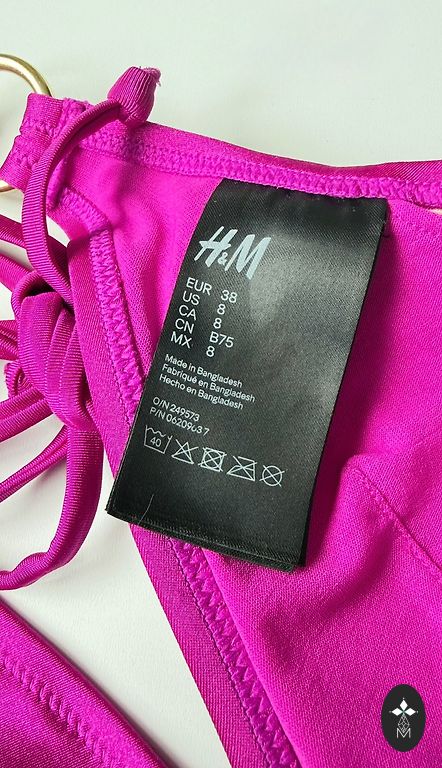 H&M
EUR 38
US 8
CA 8
CN B75
MX 8
Made in Bangladesh
Fabriqué en Bangladesh
Hecho en Bangladesh
O/N 249573
40
M